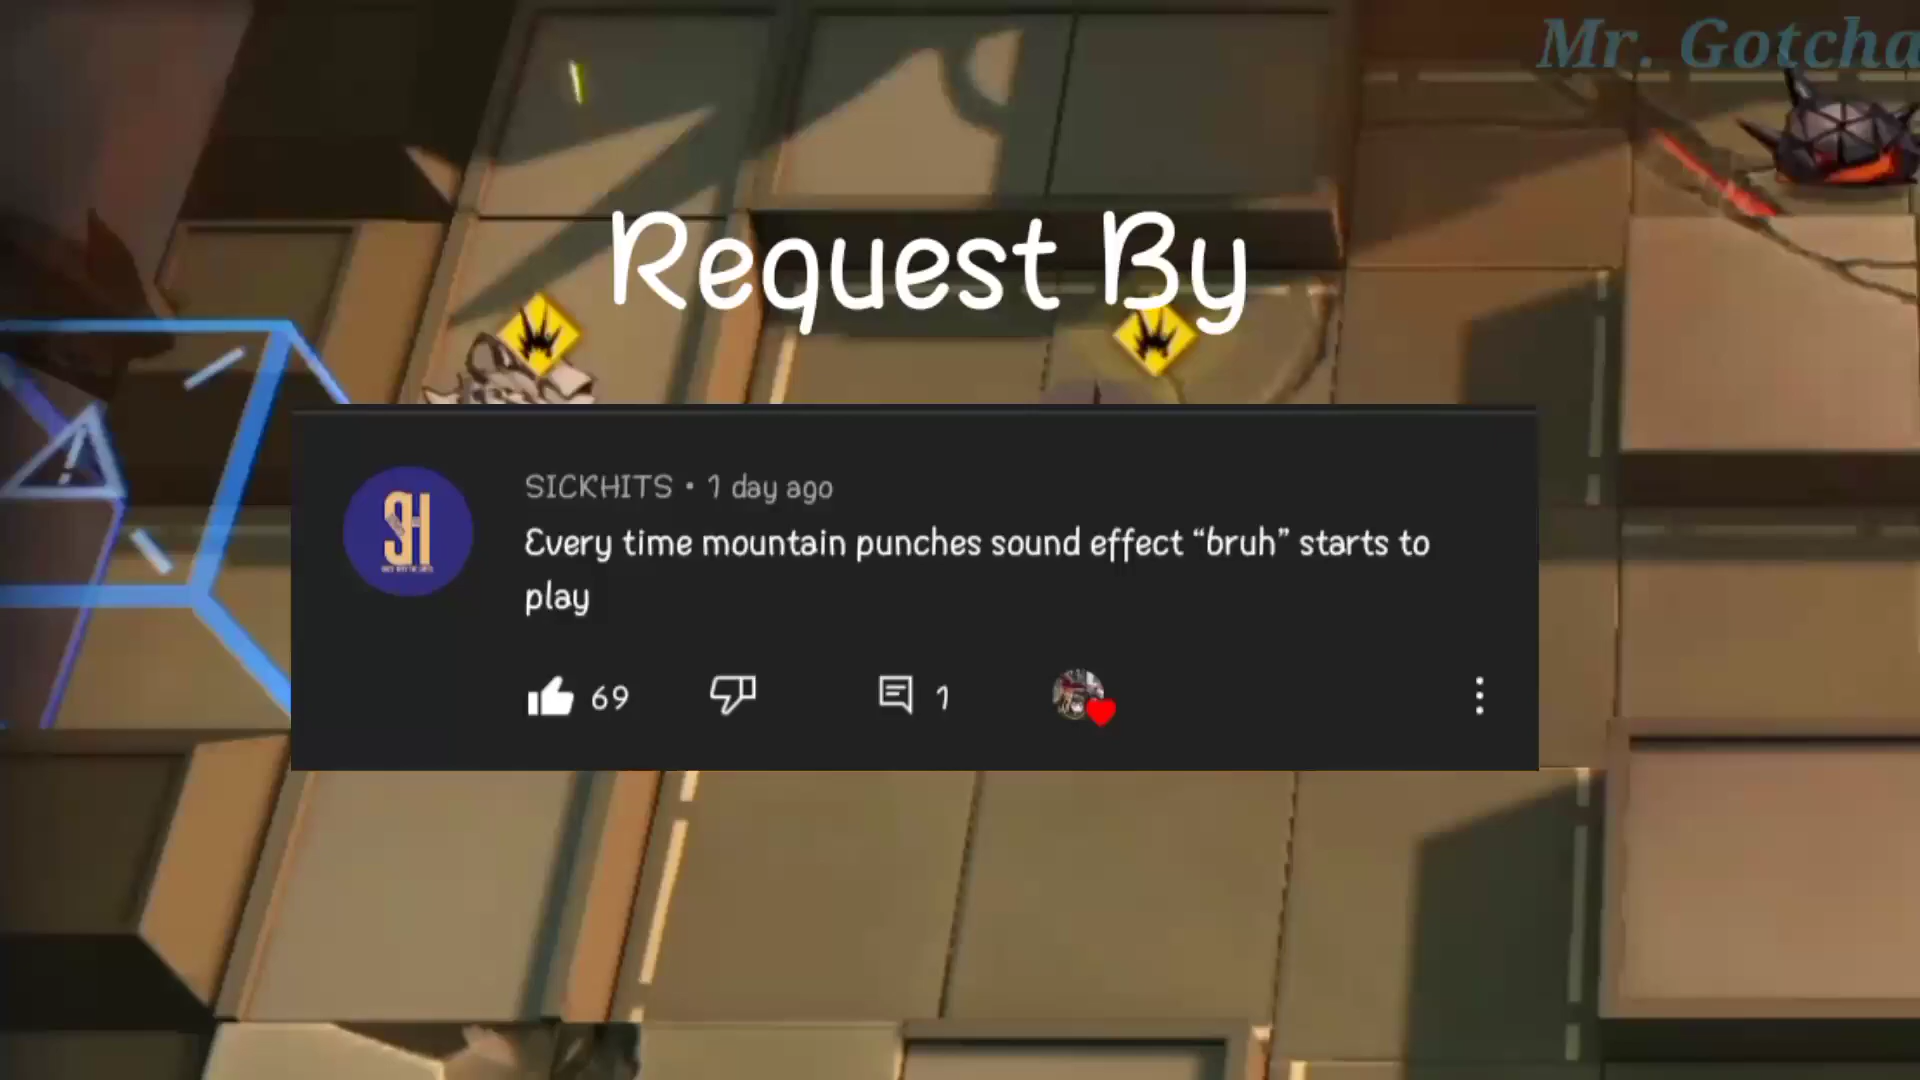 Mr. Gotcha
Request By
SICKHITS • 1 day ago
Every time mountain punches sound effect “bruh” starts to
play
69
1
SH